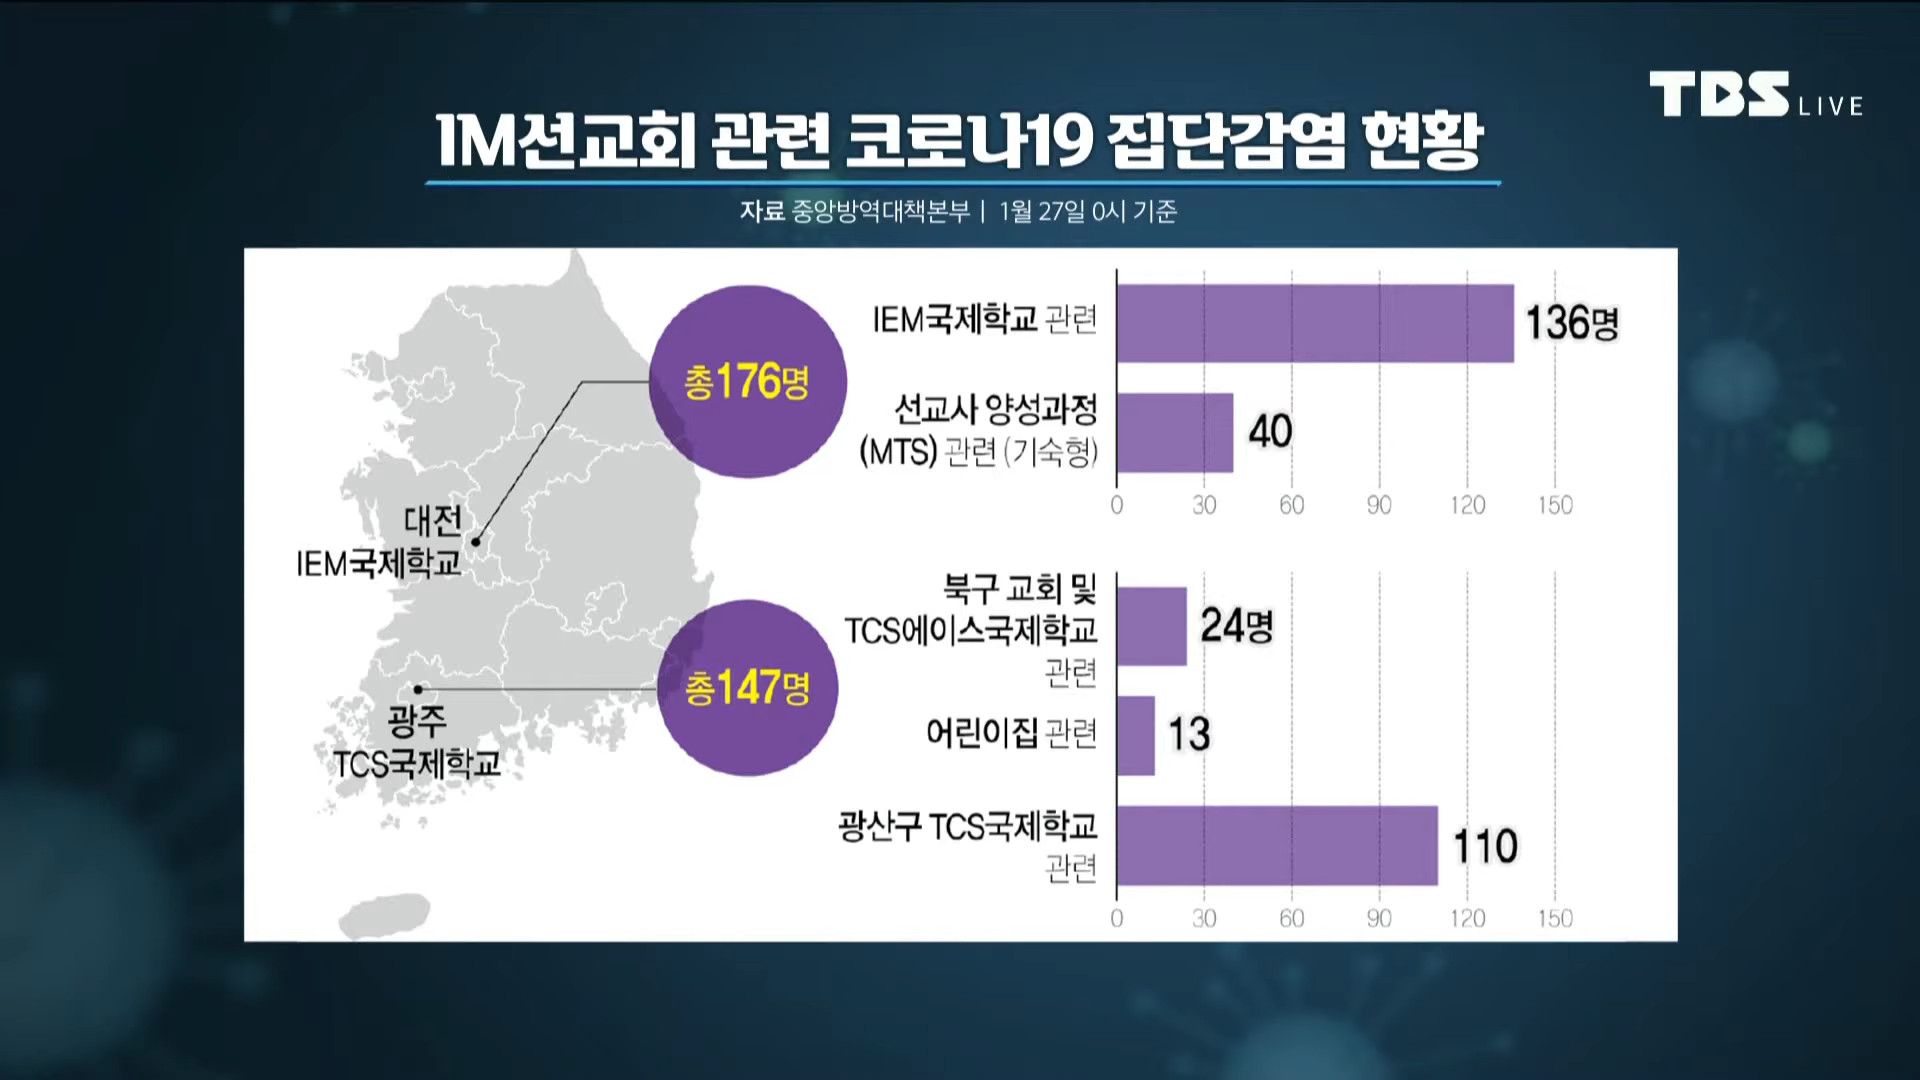 TBS LIVE
IM선교회 관련 코로나19 집단감염 현황
자료 중앙방역대책본부 | 1월 27일 0시 기준
총176명
대전
IEM국제학교
총147명
광주
TCS국제학교
IEM국제학교 관련
136명
선교사 양성과정
(MTS) 관련 (기숙형)
40
0 30 60 90 120 150
북구 교회 및
TCS에이스국제학교
관련
24명
어린이집 관련
13
광산구 TCS국제학교
관련
110
0 30 60 90 120 150